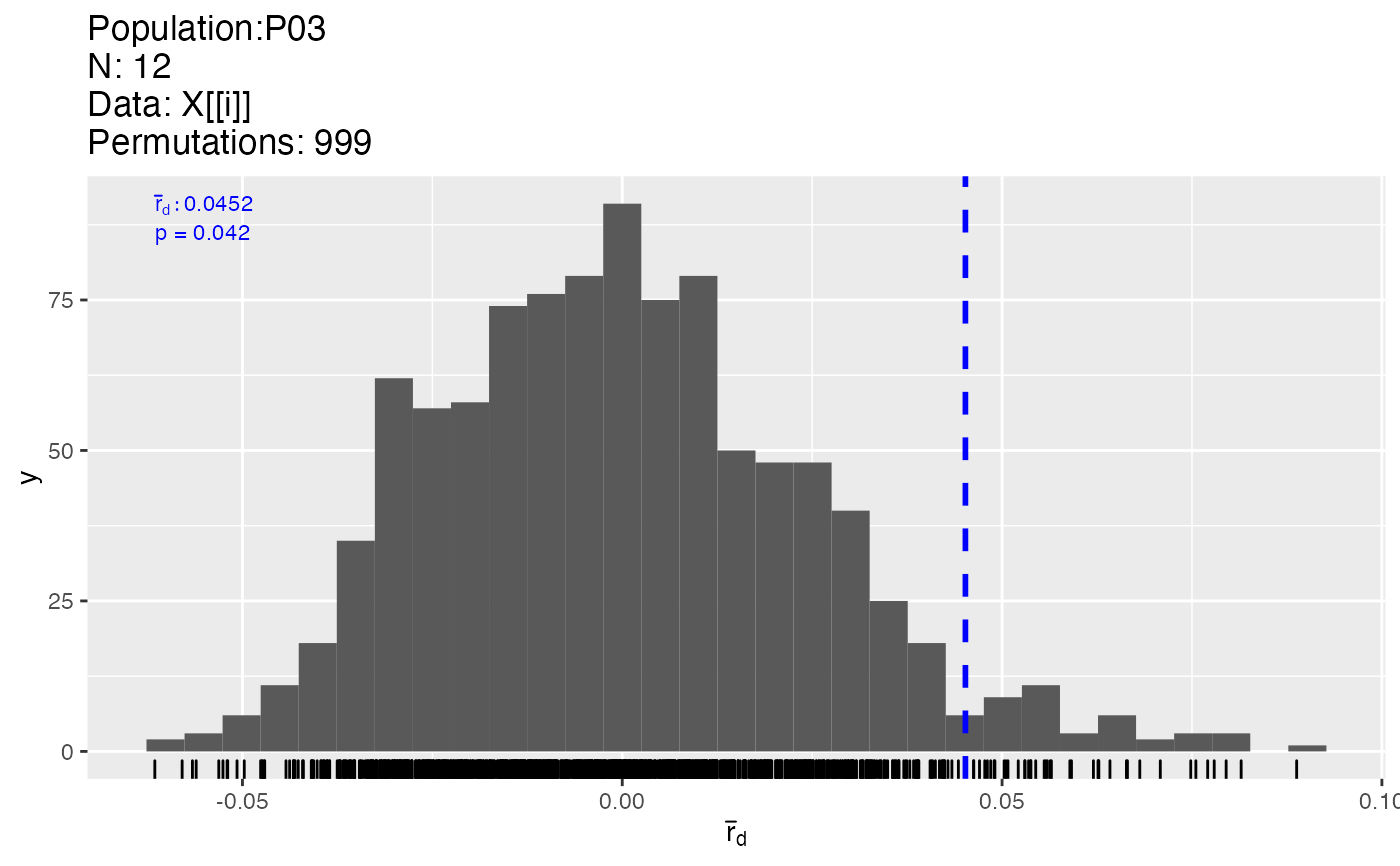 Population:P03
N: 12
Data: X[[i]]
Permutations: 999
r̄d : 0.0452
p = 0.042
75
50
25
0
y
-0.05
0.00
0.05
0.10
r̄d